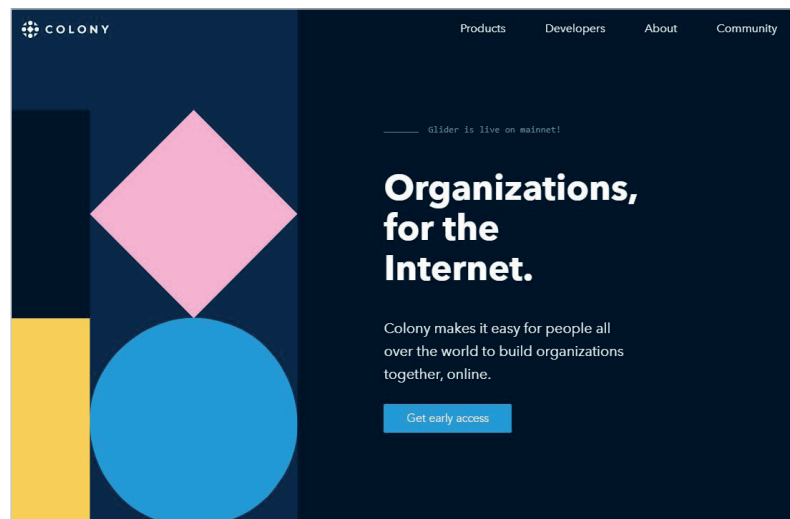 COLONY
Products
Developers
About
Community
Glider is live on mainnet!
Organizations,
for the
Internet.
Colony makes it easy for people all
over the world to build organizations
together, online.
Get early access